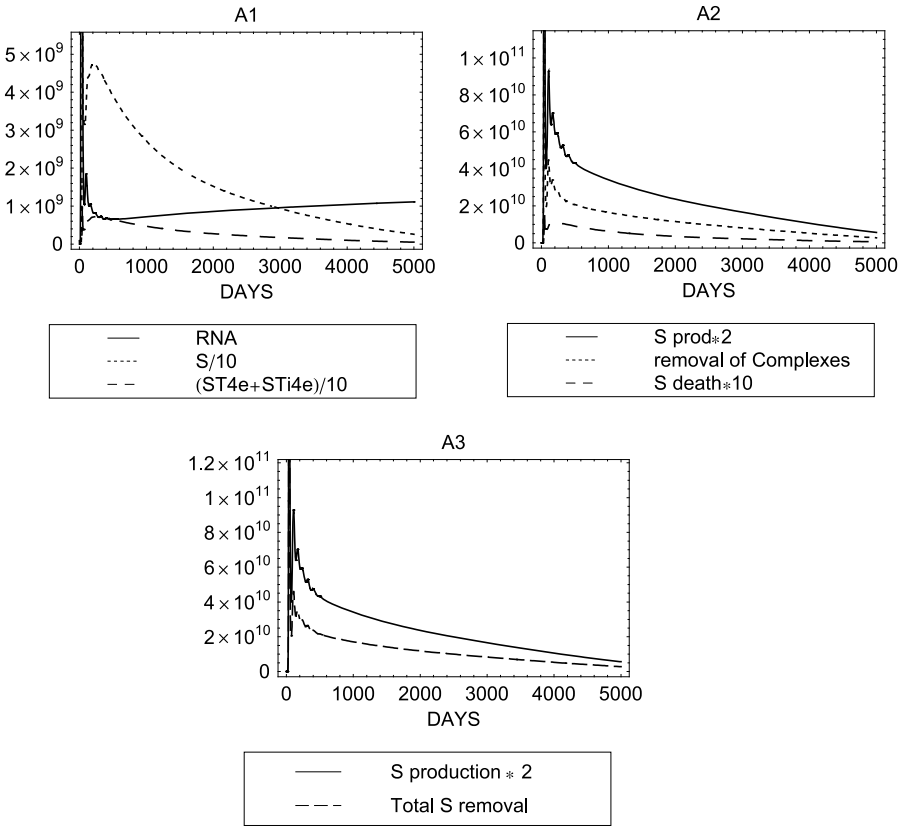 A1
5 × 10^9
4 × 10^9
3 × 10^9
2 × 10^9
1 × 10^9
0
0 1000 2000 3000 4000 5000
DAYS
RNA
S/10
(ST4e+STi4e)/10
A2
1 × 10^11
8 × 10^10
6 × 10^10
4 × 10^10
2 × 10^10
0
0 1000 2000 3000 4000 5000
DAYS
S prod*2
removal of Complexes
S death*10
A3
1.2 × 10^11
1 × 10^11
8 × 10^10
6 × 10^10
4 × 10^10
2 × 10^10
0
0 1000 2000 3000 4000 5000
DAYS
S production * 2
Total S removal